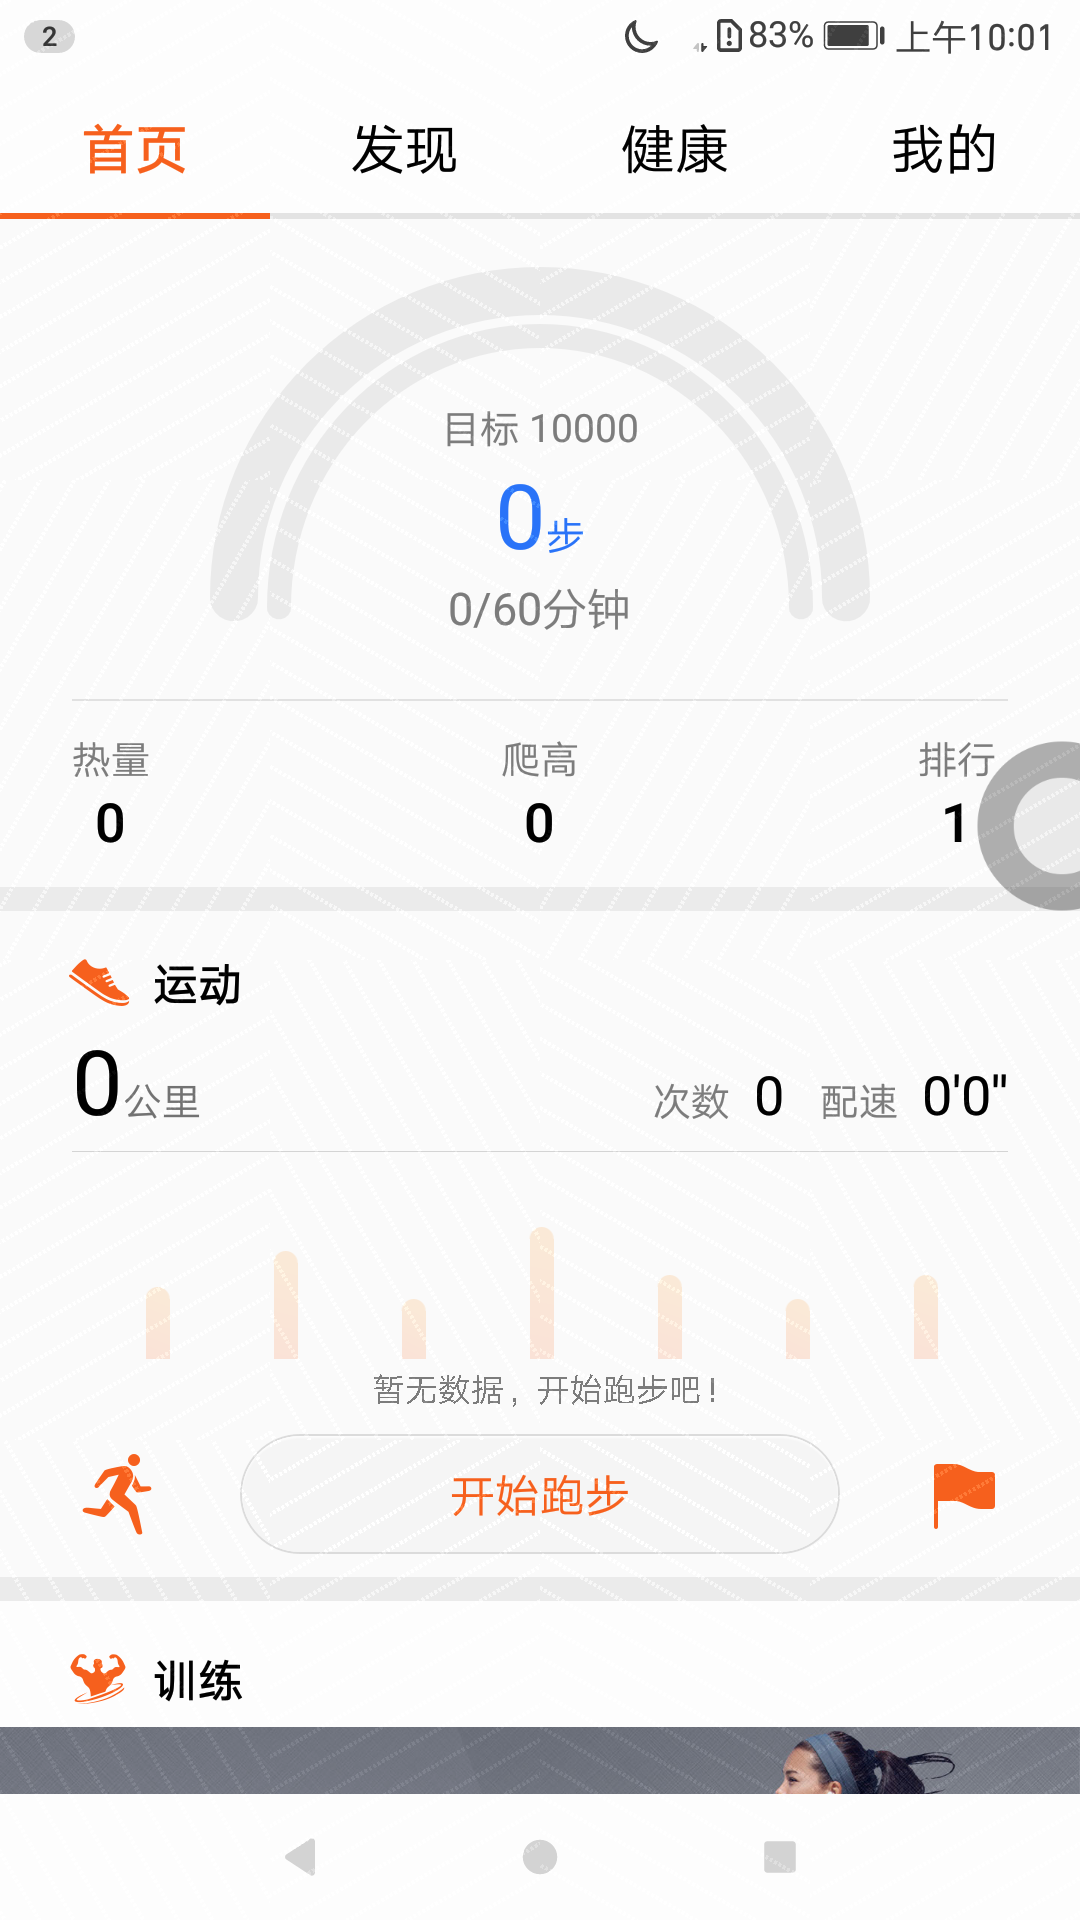 2 83% 上午10:01
首页 发现 健康 我的
目标 10000
0步
0/60分钟
热量 爬高 排行
0 0 1
运动
0公里 次数 0 配速 0'0"
暂无数据，开始跑步吧！
开始跑步
训练